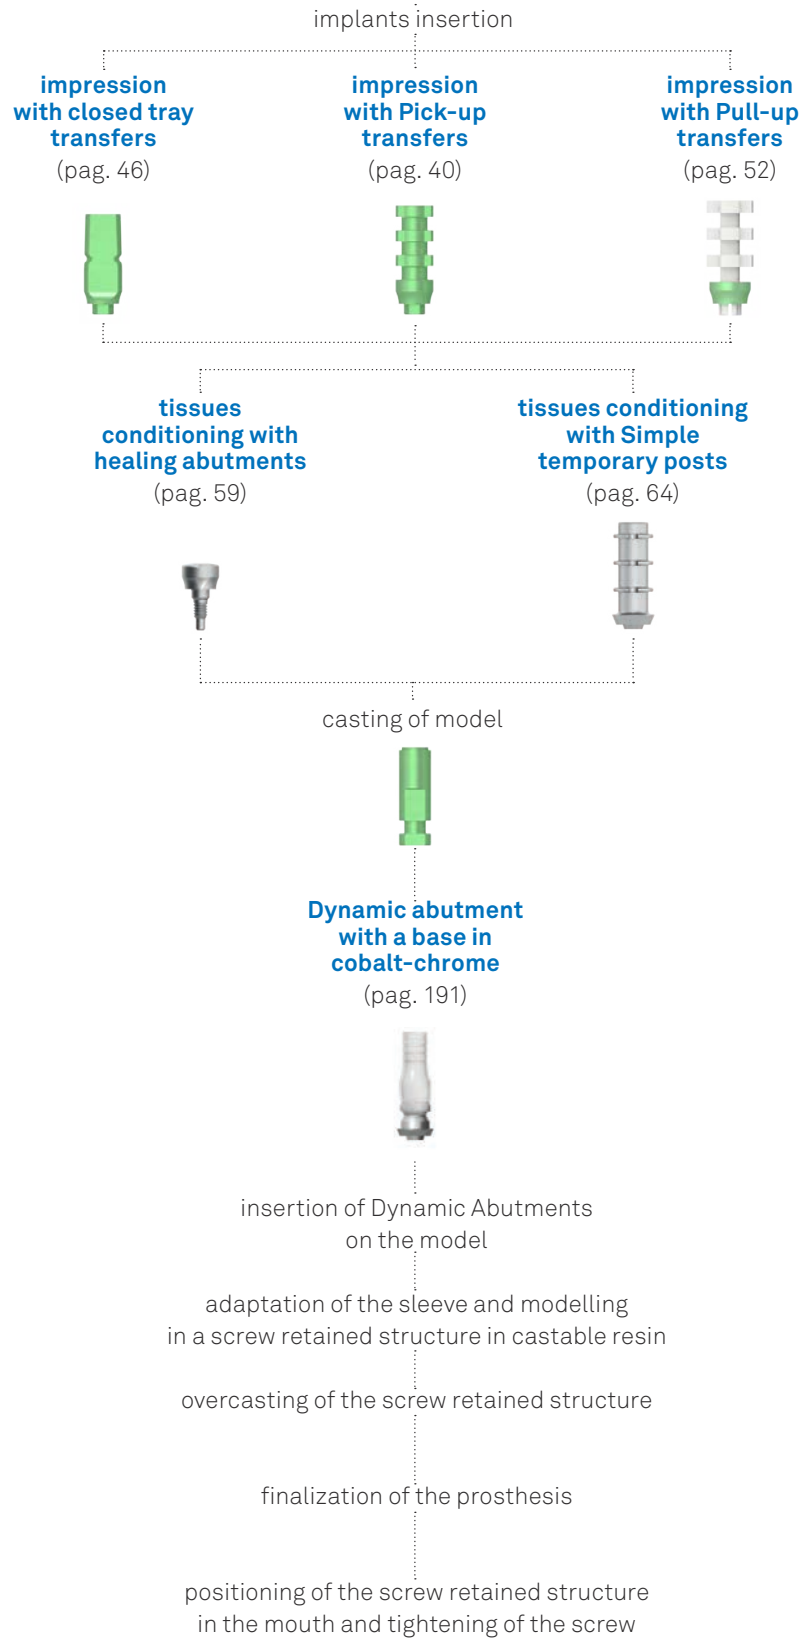 implants insertion
impression
with closed tray
transfers
(pag. 46)
impression
with Pick-up
transfers
(pag. 40)
impression
with Pull-up
transfers
(pag. 52)
tissues
conditioning with
healing abutments
(pag. 59)
tissues conditioning
with Simple
temporary posts
(pag. 64)
casting of model
Dynamic abutment
with a base in
cobalt-chrome
(pag. 191)
insertion of Dynamic Abutments
on the model
adaptation of the sleeve and modelling
in a screw retained structure in castable resin
overcasting of the screw retained structure
finalization of the prosthesis
positioning of the screw retained structure
in the mouth and tightening of the screw